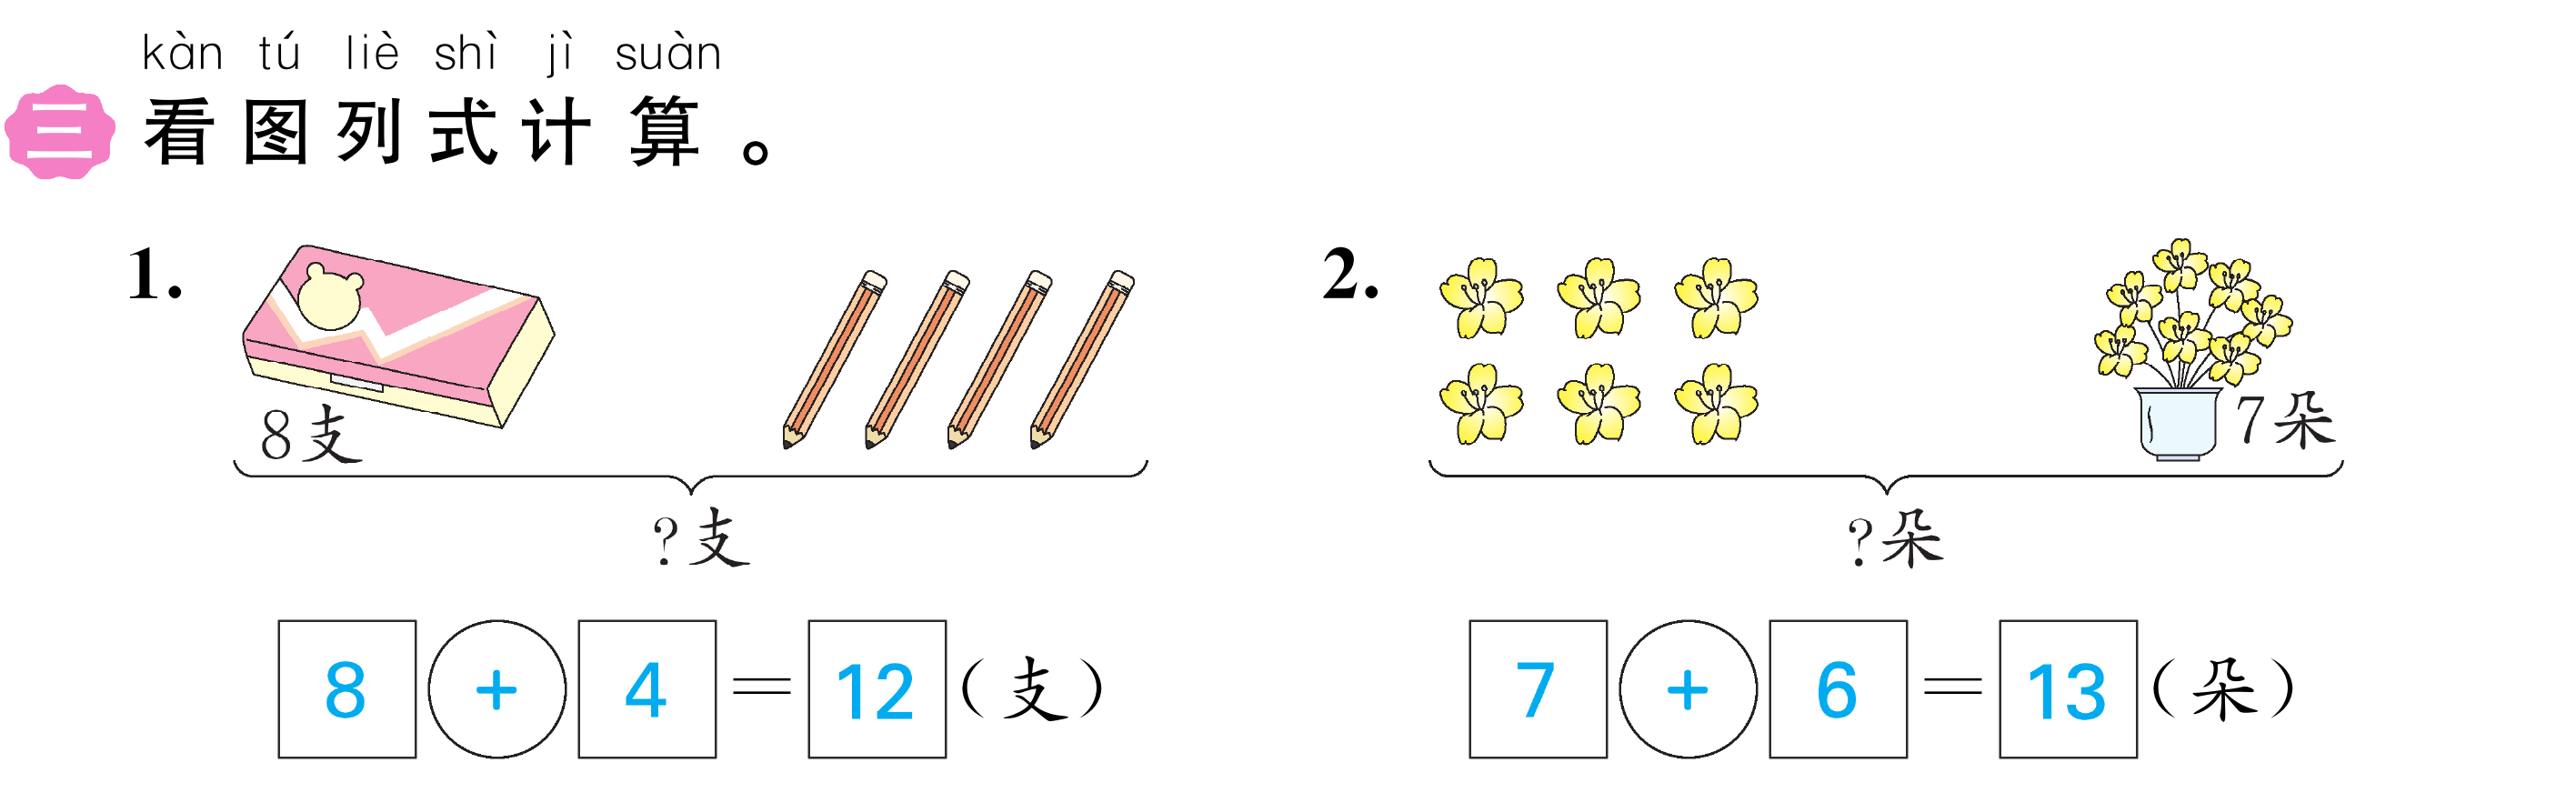 kàn tú liè shì jì suàn
三 看图列式计算。
1.
8支
?支
8 + 4 = 12 (支)
2.
7朵
?朵
7 + 6 = 13 (朵)